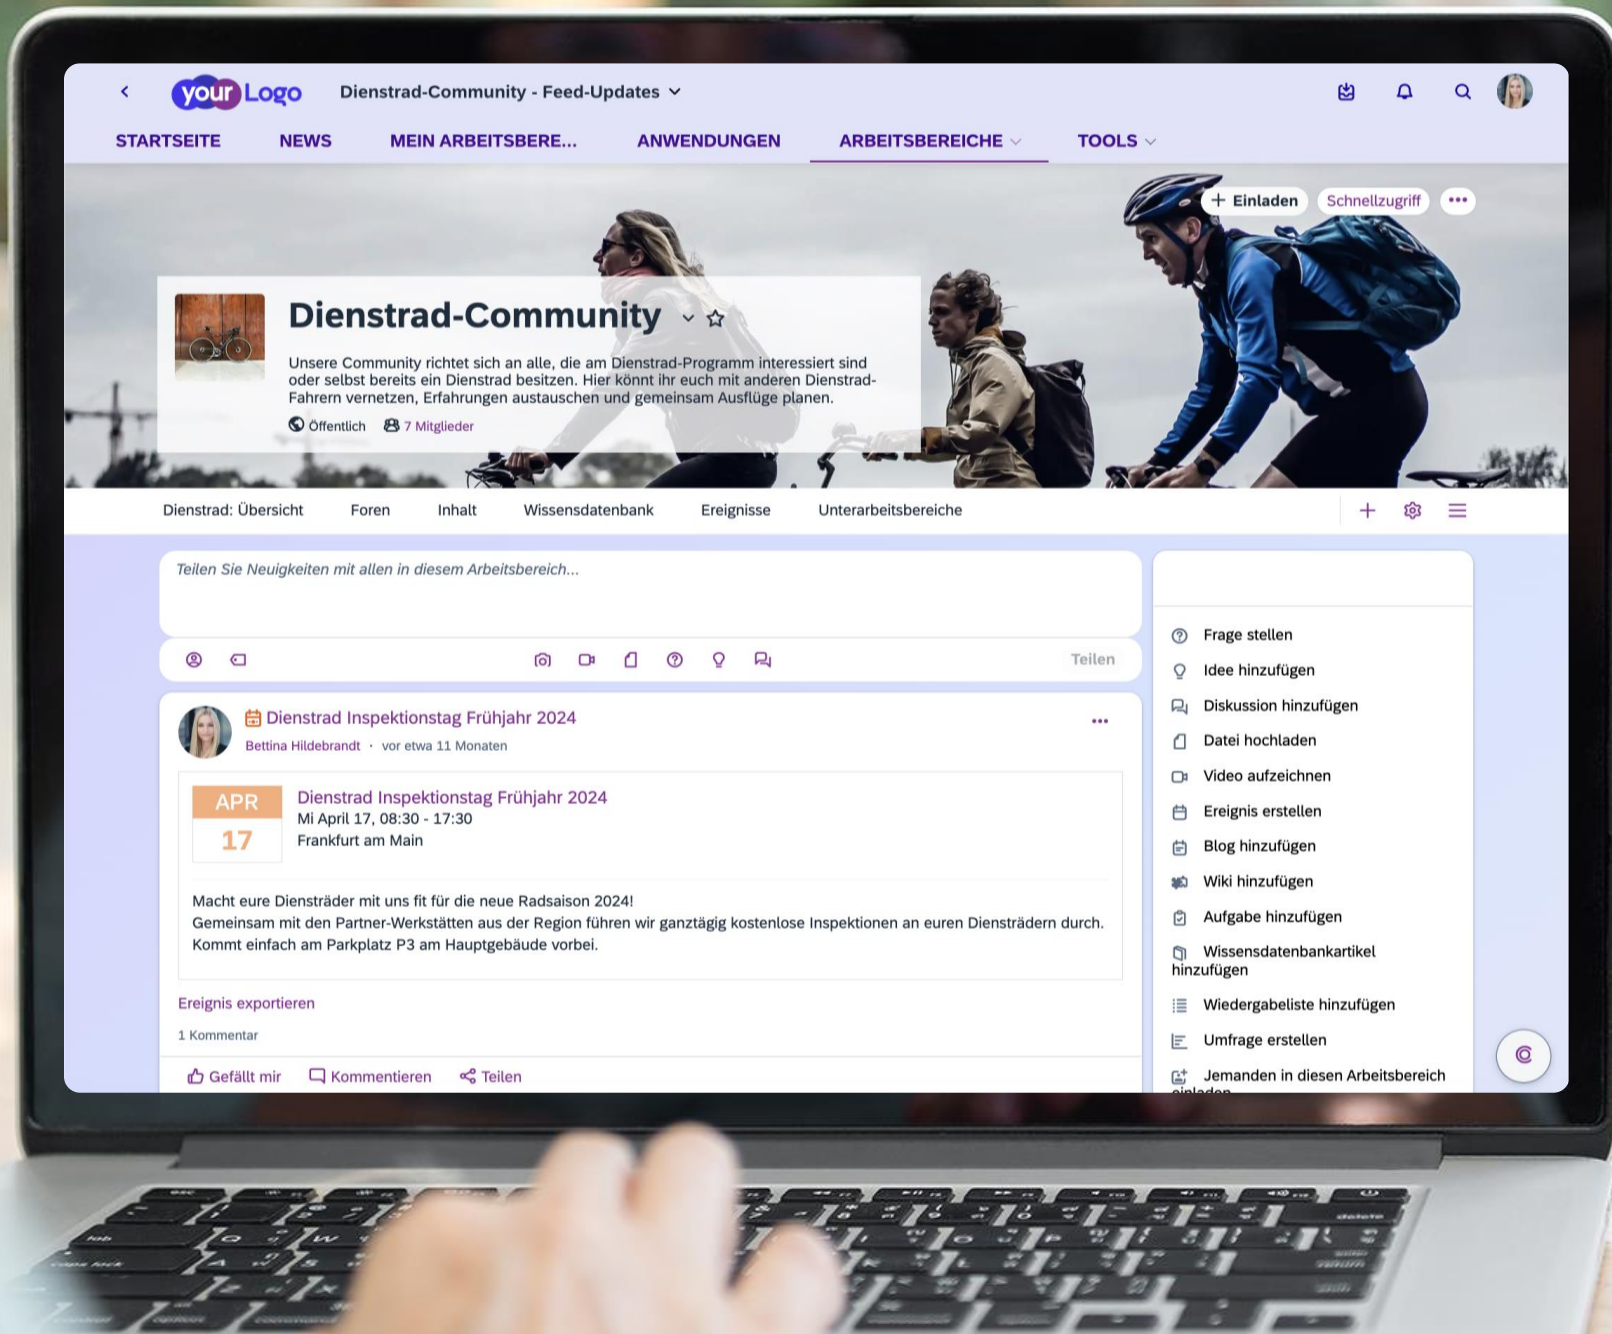 your Logo
Dienstrad-Community - Feed-Updates
STARTSEITE
NEWS
MEIN ARBEITSBERE...
ANWENDUNGEN
ARBEITSBEREICHE
TOOLS
+ Einladen
Schnellzugriff
Dienstrad-Community
Unsere Community richtet sich an alle, die am Dienstrad-Programm interessiert sind
oder selbst bereits ein Dienstrad besitzen. Hier könnt ihr euch mit anderen Dienstrad-
Fahrern vernetzen, Erfahrungen austauschen und gemeinsam Ausflüge planen.
Öffentlich
7 Mitglieder
Dienstrad: Übersicht
Foren
Inhalt
Wissensdatenbank
Ereignisse
Unterarbeitsbereiche
Teilen Sie Neuigkeiten mit allen in diesem Arbeitsbereich...
Teilen
Dienstrad Inspektionstag Frühjahr 2024
Bettina Hildebrandt · vor etwa 11 Monaten
APR
17
Dienstrad Inspektionstag Frühjahr 2024
Mi April 17, 08:30 - 17:30
Frankfurt am Main
Macht eure Diensträder mit uns fit für die neue Radsaison 2024!
Gemeinsam mit den Partner-Werkstätten aus der Region führen wir ganztägig kostenlose Inspektionen an euren Diensträdern durch.
Kommt einfach am Parkplatz P3 am Hauptgebäude vorbei.
Ereignis exportieren
1 Kommentar
Gefällt mir
Kommentieren
Teilen
Frage stellen
Idee hinzufügen
Diskussion hinzufügen
Datei hochladen
Video aufzeichnen
Ereignis erstellen
Blog hinzufügen
Wiki hinzufügen
Aufgabe hinzufügen
Wissensdatenbankartikel
hinzufügen
Wiedergabeliste hinzufügen
Umfrage erstellen
Jemanden in diesen Arbeitsbereich
einladen
esc
tab
caps lock
delete
Q
W
A
S